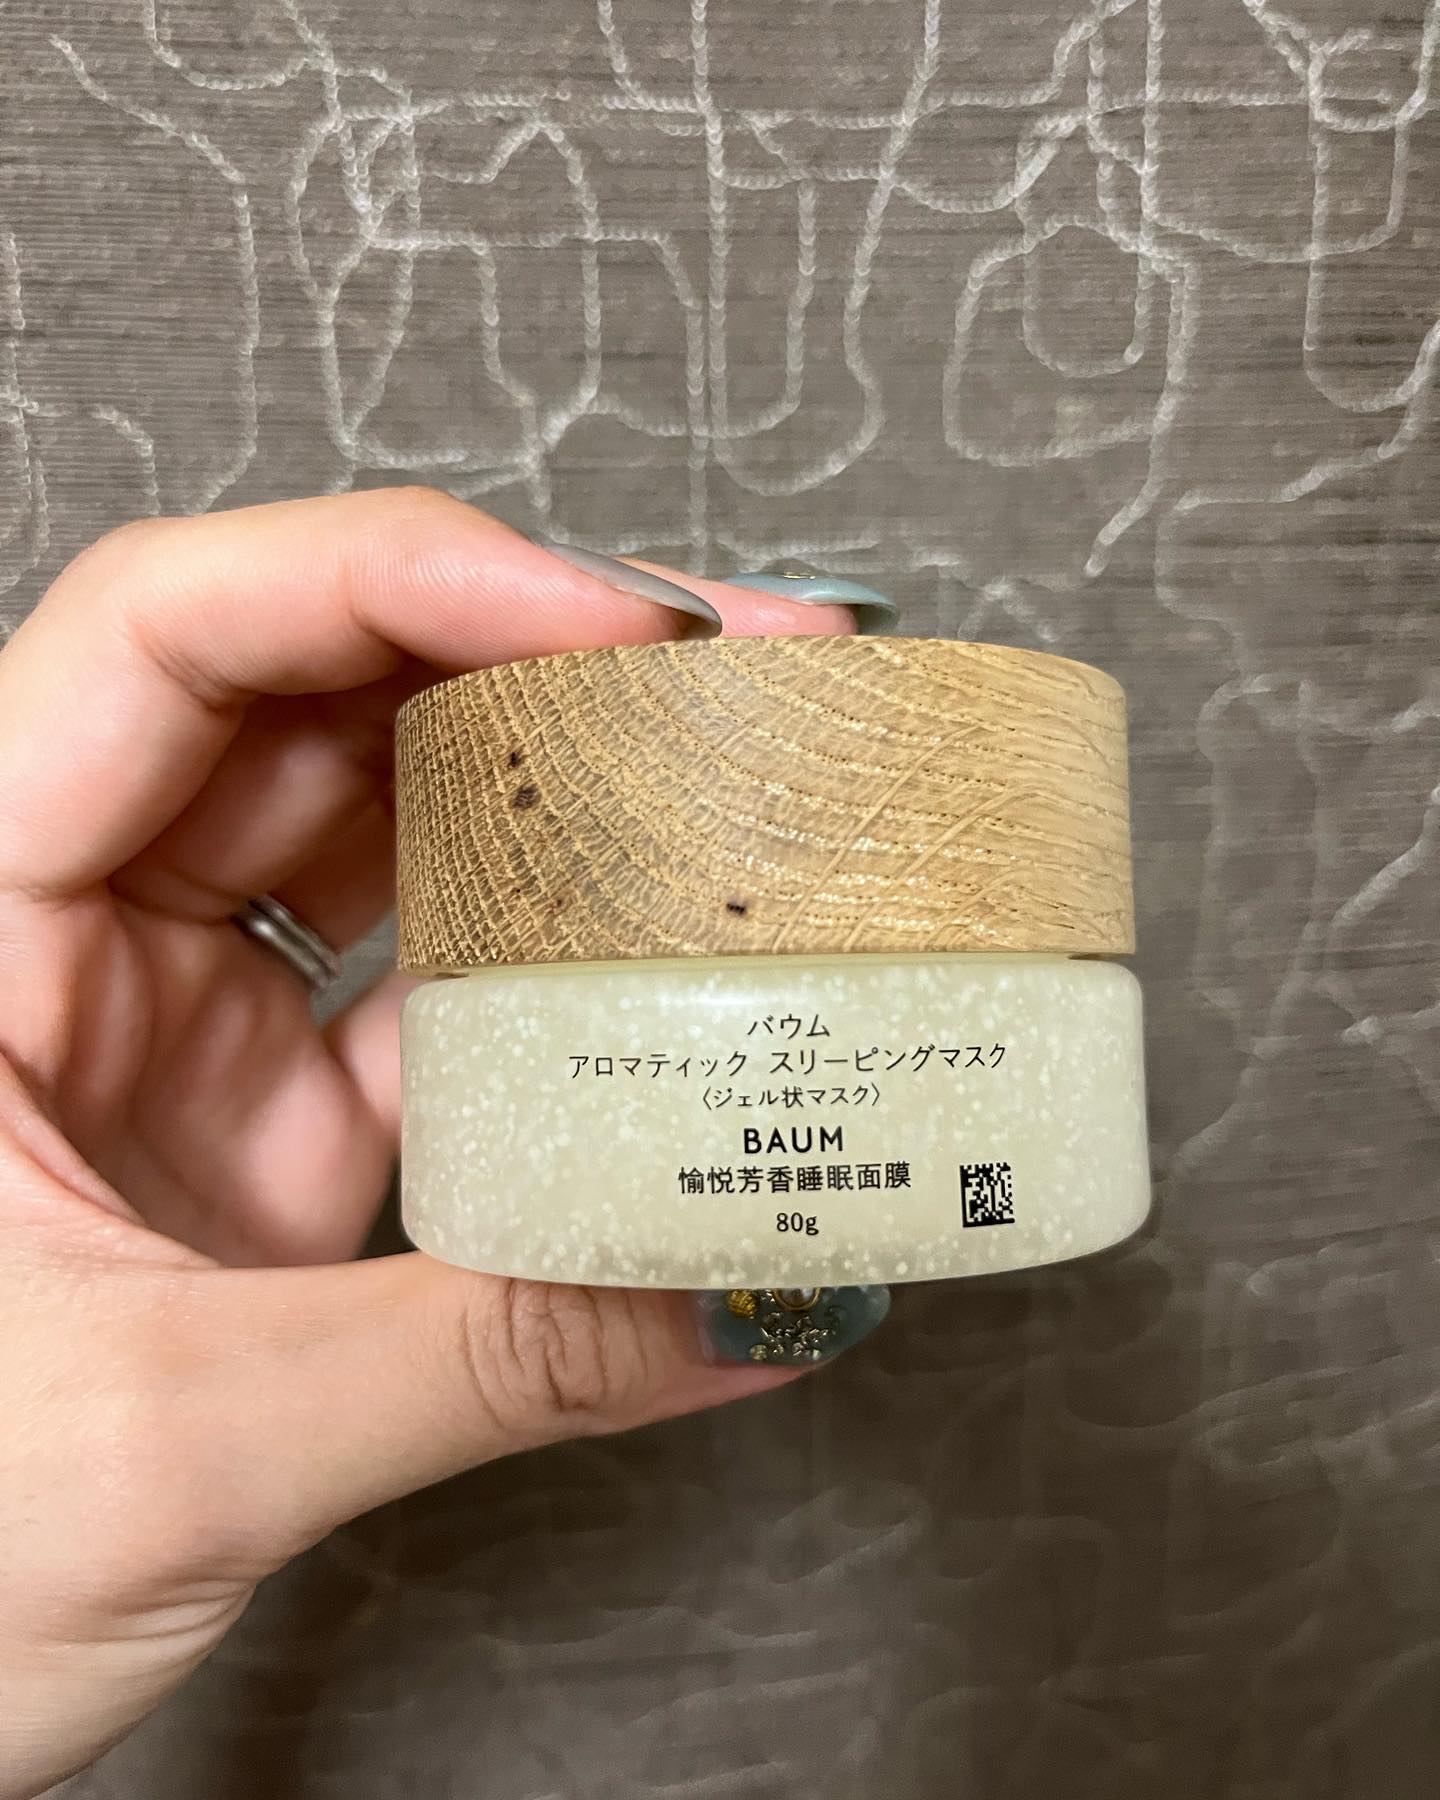 バウム
アロマティック スリーピングマスク
〈ジェル状マスク〉
BAUM
愉悦芳香睡眠面膜
80g